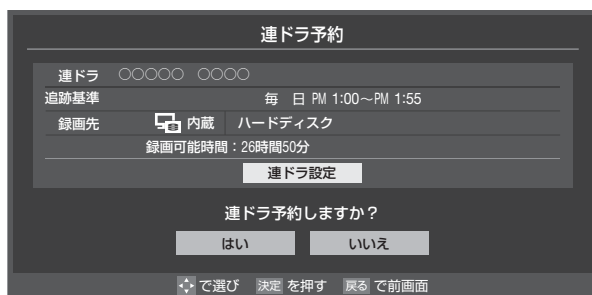 連ドラ予約
連ドラ ○○○○○ ○○○○
追跡基準 毎 日 PM 1:00～PM 1:55
録画先 内蔵 ハードディスク
録画可能時間：26時間50分
連ドラ設定
連ドラ予約しますか？
はい いいえ
で選び 決定 を押す 戻る で前画面